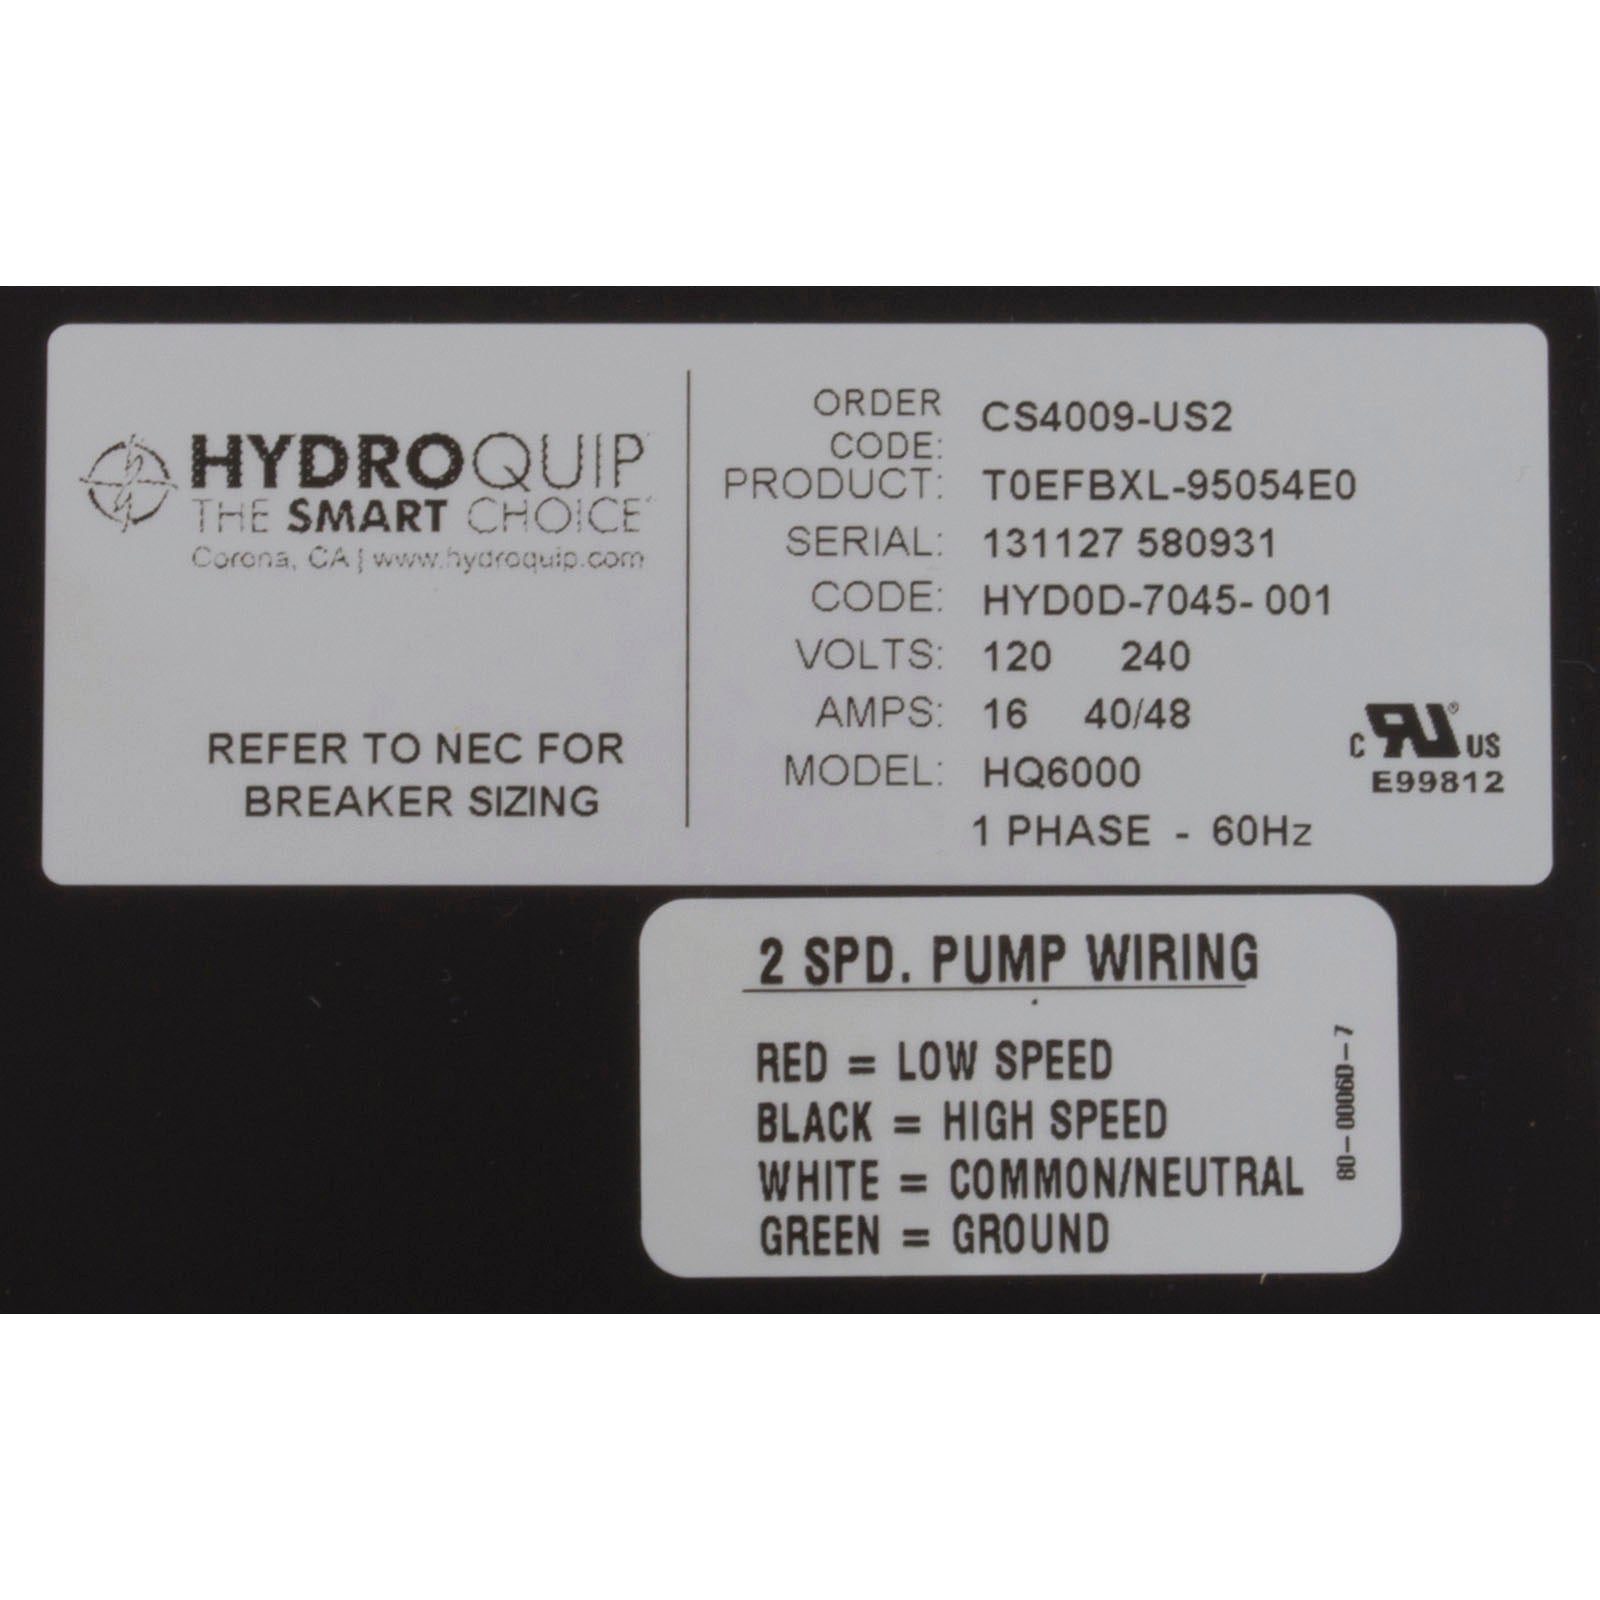 HYDROQUIP
THE SMART CHOICE
Corona, CA | www.hydroquip.com
REFER TO NEC FOR
BREAKER SIZING
ORDER
CODE: CS4009-US2
PRODUCT: T0EFBXL-95054E0
SERIAL: 131127 580931
CODE: HYD0D-7045- 001
VOLTS: 120 240
AMPS: 16 40/48
MODEL: HQ6000
1 PHASE - 60Hz
C RU® US
E99812
2 SPD. PUMP WIRING
RED = LOW SPEED
BLACK = HIGH SPEED
WHITE = COMMON/NEUTRAL
GREEN = GROUND
80-0006D-7